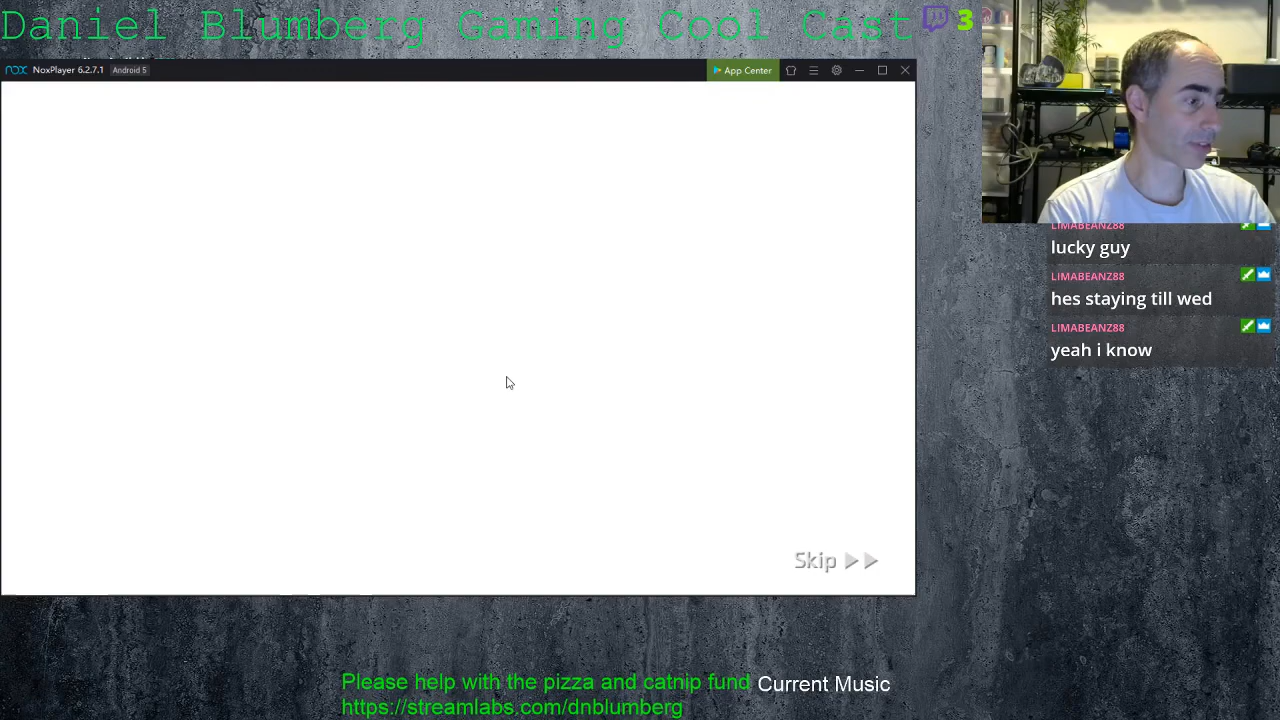 Daniel Blumberg Gaming Cool Cast 3
nox NoxPlayer 6.2.7.1 Android 5 App Center
LIMABEANZ88
lucky guy
LIMABEANZ88
hes staying till wed
LIMABEANZ88
yeah i know
Skip
Please help with the pizza and catnip fund
https://streamlabs.com/dnblumberg
Current Music